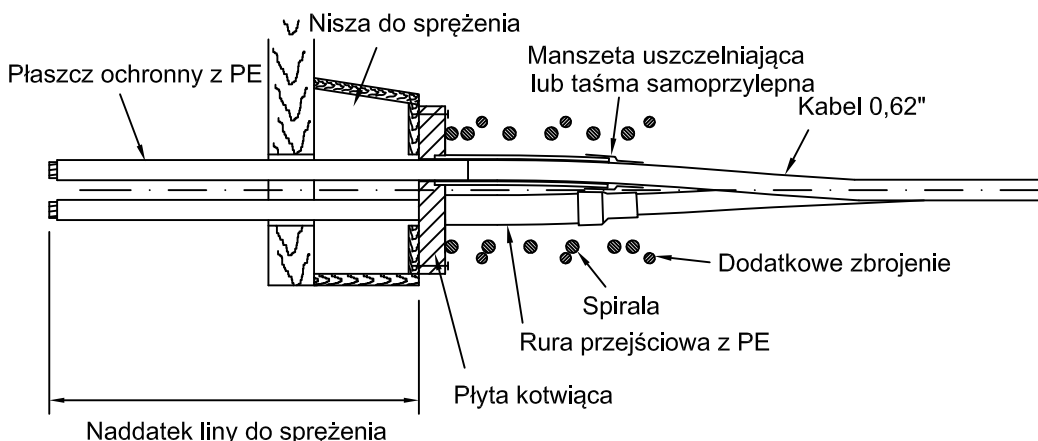 Nisza do sprężenia
Płaszcz ochronny z PE
Manszeta uszczelniająca
lub taśma samoprzylepna
Kabel 0,62"
Dodatkowe zbrojenie
Spirala
Rura przejściowa z PE
Płyta kotwiąca
Naddatek liny do sprężenia